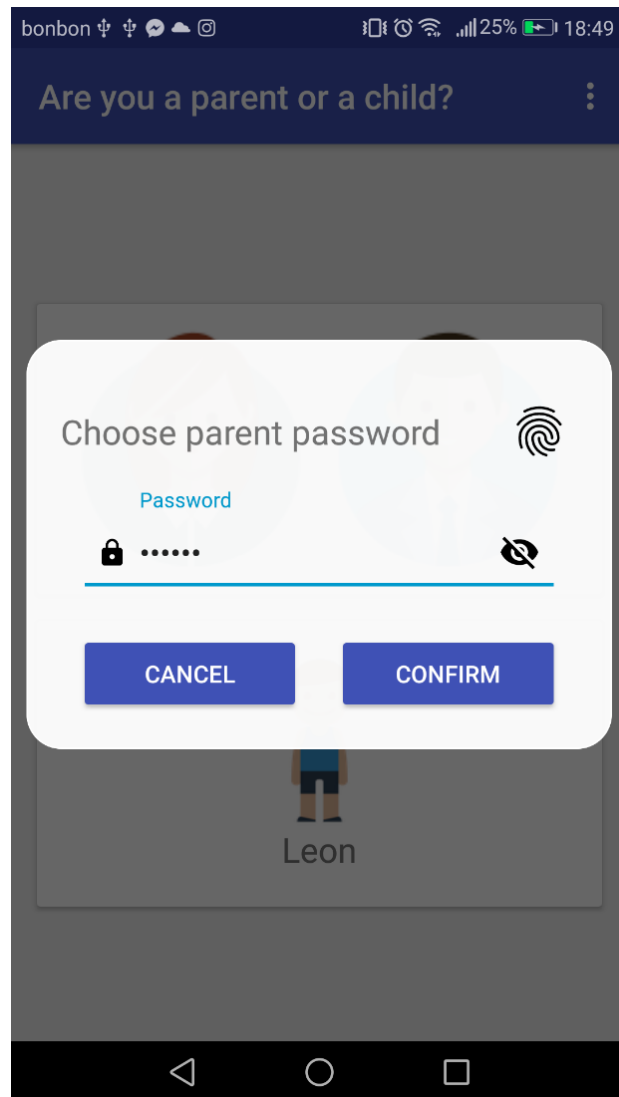 bonbon 25% 18:49
Are you a parent or a child?
Choose parent password
Password
••••••
CANCEL CONFIRM
Leon